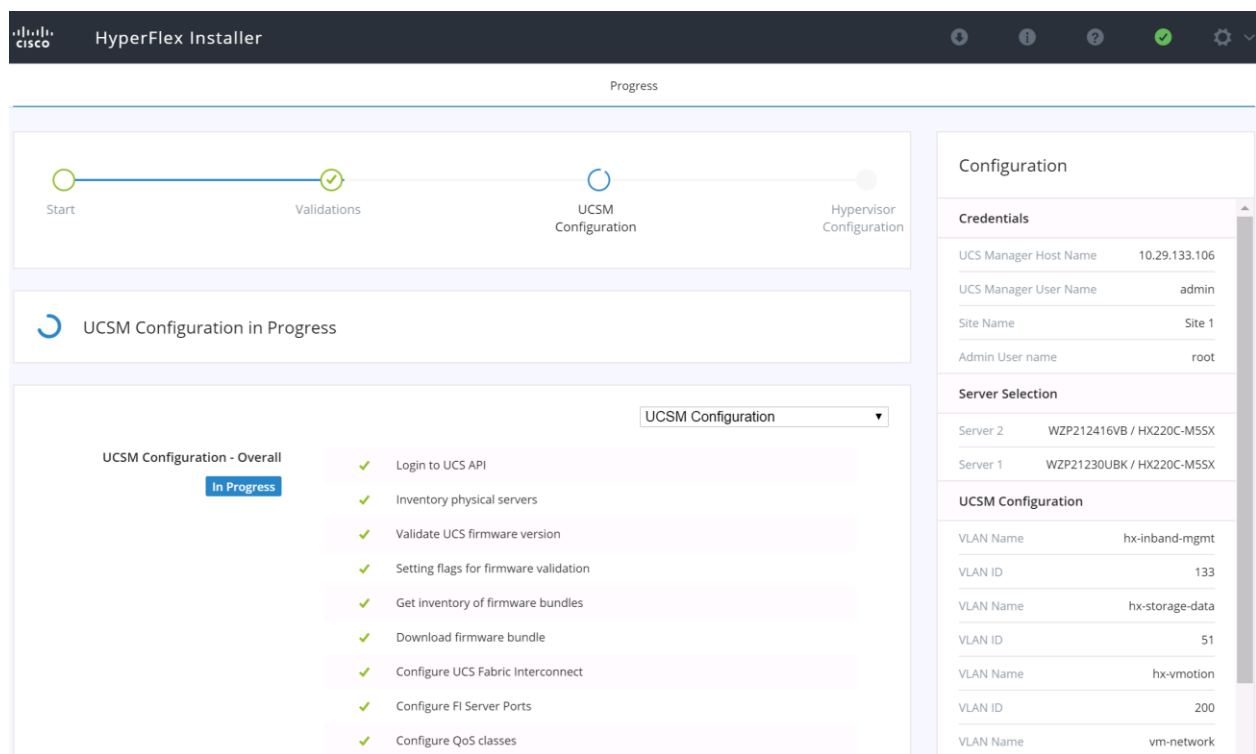 CISCO HyperFlex Installer
Progress
Start
Validations
UCSM
Configuration
Hypervisor
Configuration
UCSM Configuration in Progress
UCSM Configuration
UCSM Configuration - Overall
In Progress
Login to UCS API
Inventory physical servers
Validate UCS firmware version
Setting flags for firmware validation
Get inventory of firmware bundles
Download firmware bundle
Configure UCS Fabric Interconnect
Configure FI Server Ports
Configure QoS classes
Configuration
Credentials
UCS Manager Host Name 10.29.133.106
UCS Manager User Name admin
Site Name Site 1
Admin User name root
Server Selection
Server 2 WZP212416VB / HX220C-M5SX
Server 1 WZP21230UBK / HX220C-M5SX
UCSM Configuration
VLAN Name hx-inband-mgmt
VLAN ID 133
VLAN Name hx-storage-data
VLAN ID 51
VLAN Name hx-vmotion
VLAN ID 200
VLAN Name vm-network